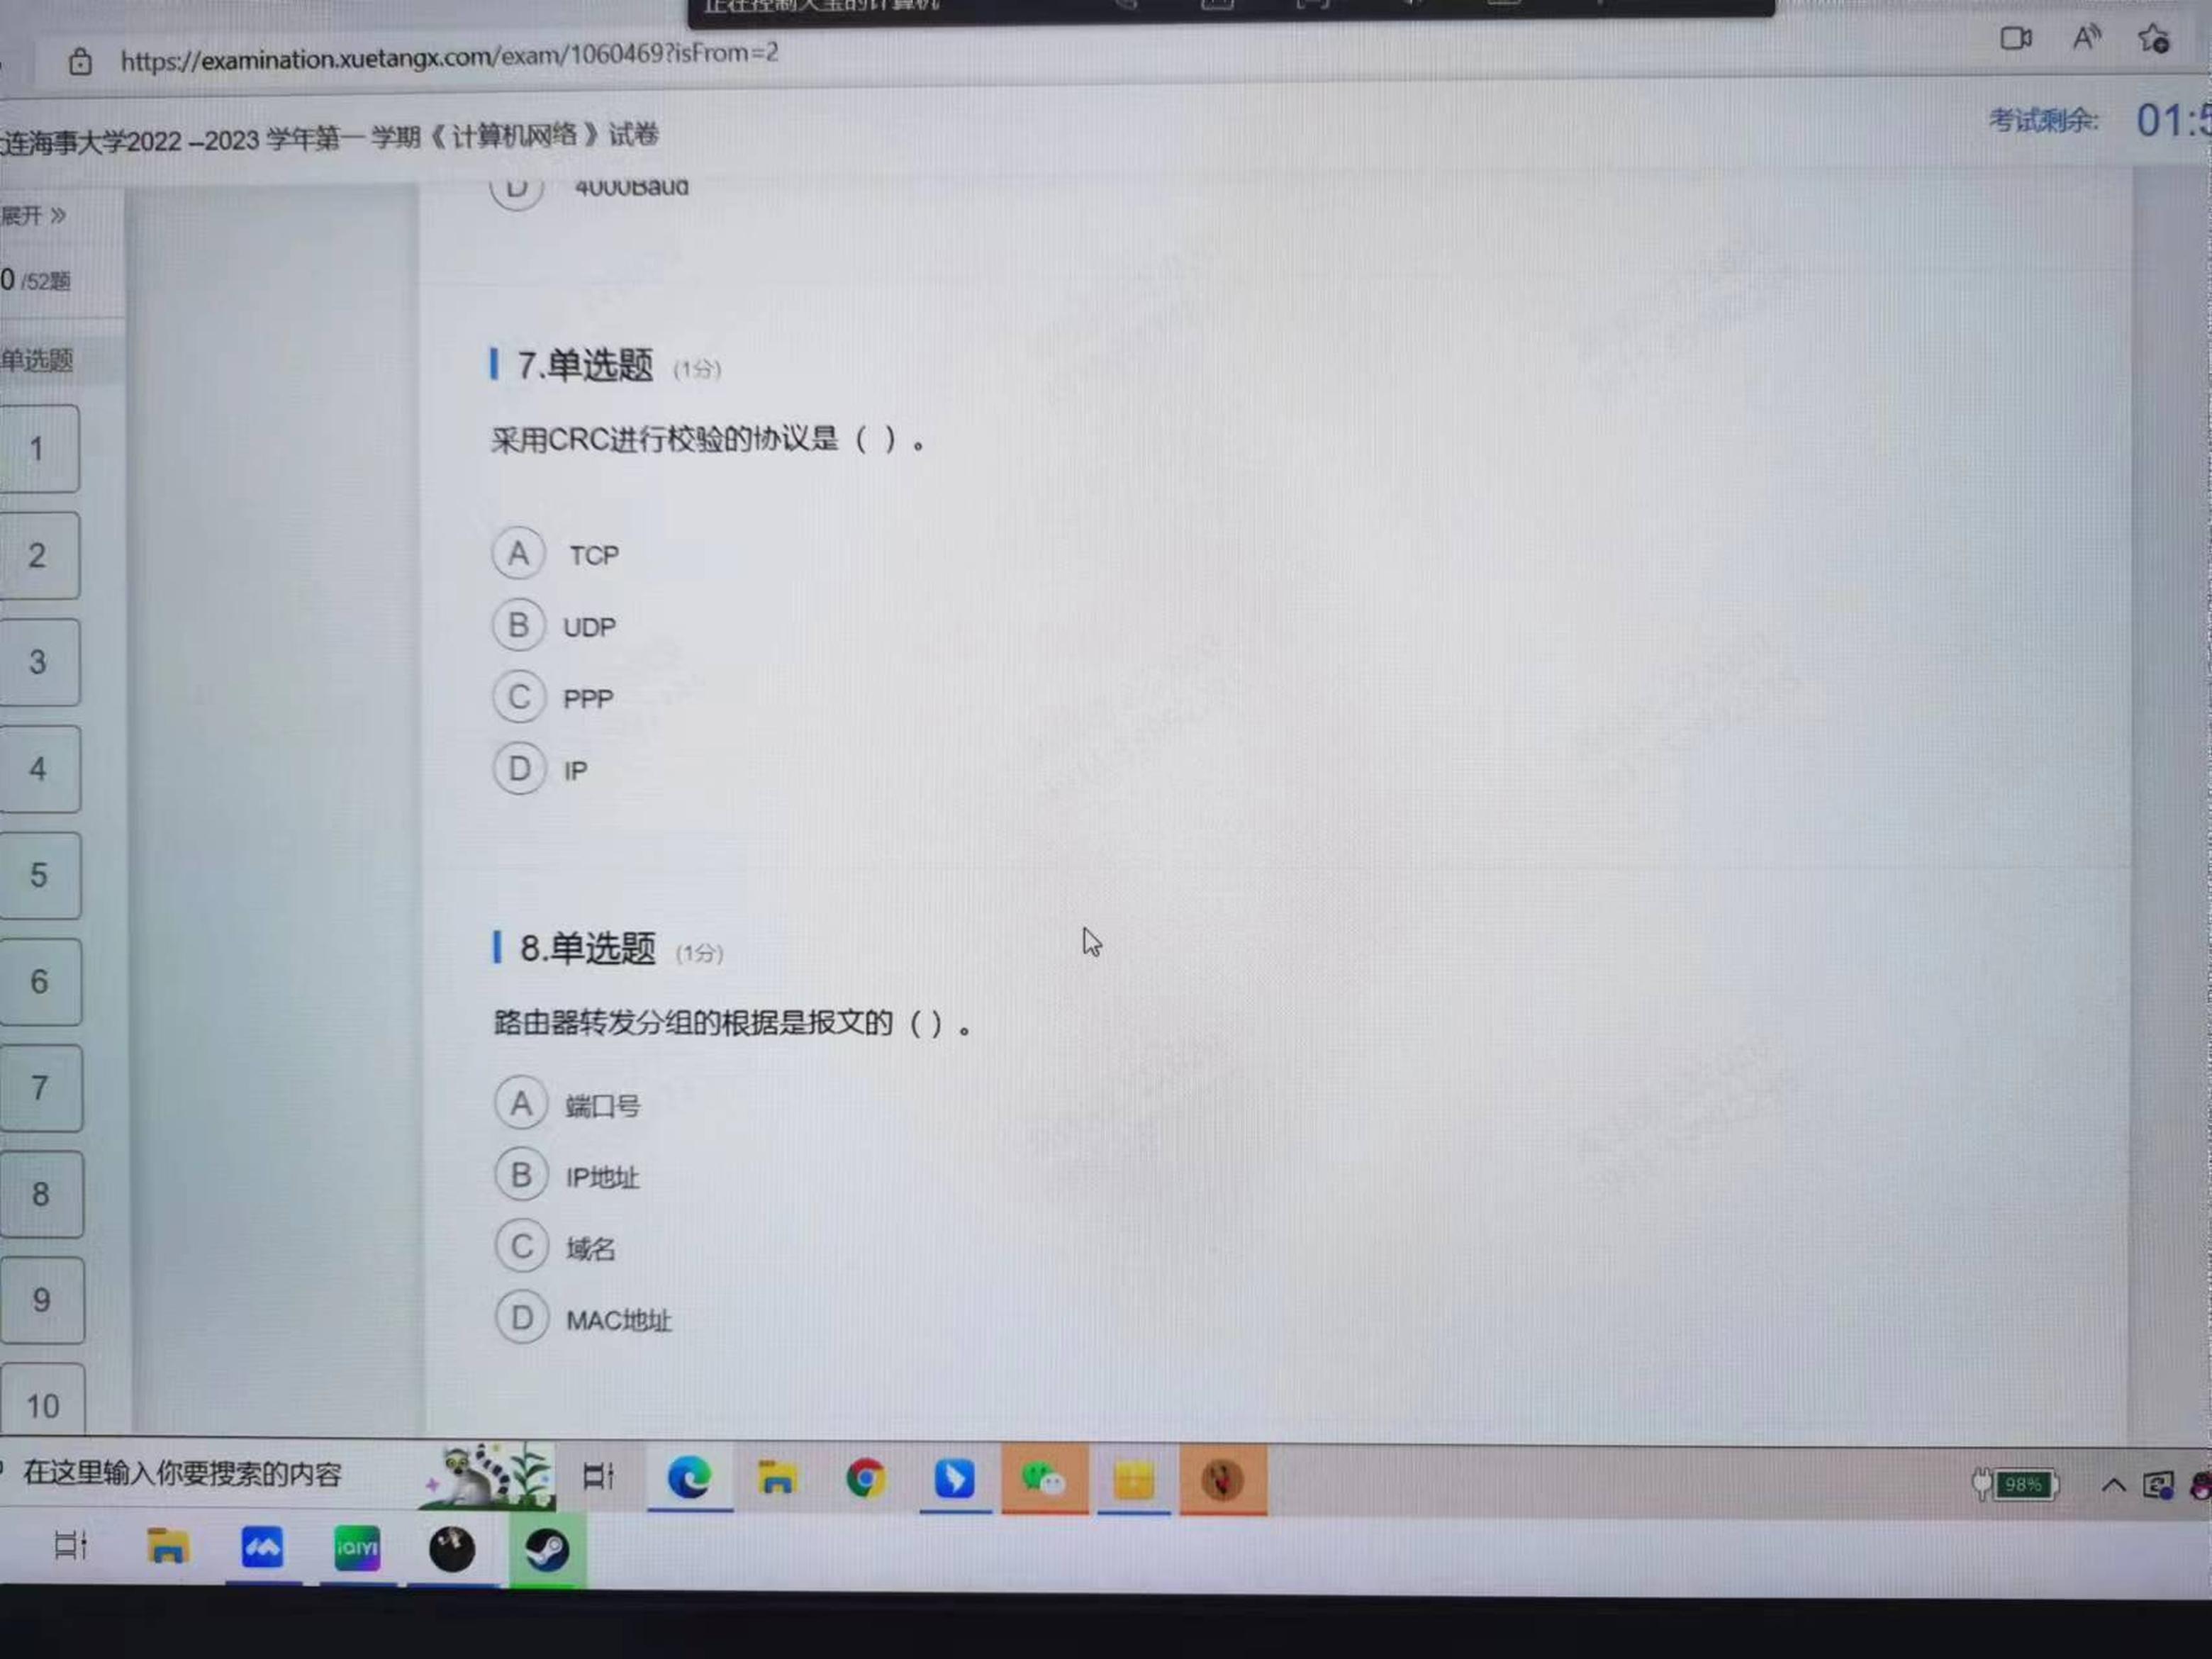 https://examination.xuetangx.com/exam/1060469?isFrom=2
连海事大学2022 –2023 学年第一学期《计算机网络》试卷
考试剩余: 01:5
展开 »
D 4000Baud
0 /52题
单选题
1
2
3
4
5
6
7
8
9
10
7.单选题 (1分)
采用CRC进行校验的协议是（ ）。
A TCP
B UDP
C PPP
D IP
8.单选题 (1分)
路由器转发分组的根据是报文的（）。
A 端口号
B IP地址
C 域名
D MAC地址
在这里输入你要搜索的内容
98%
iQIYI